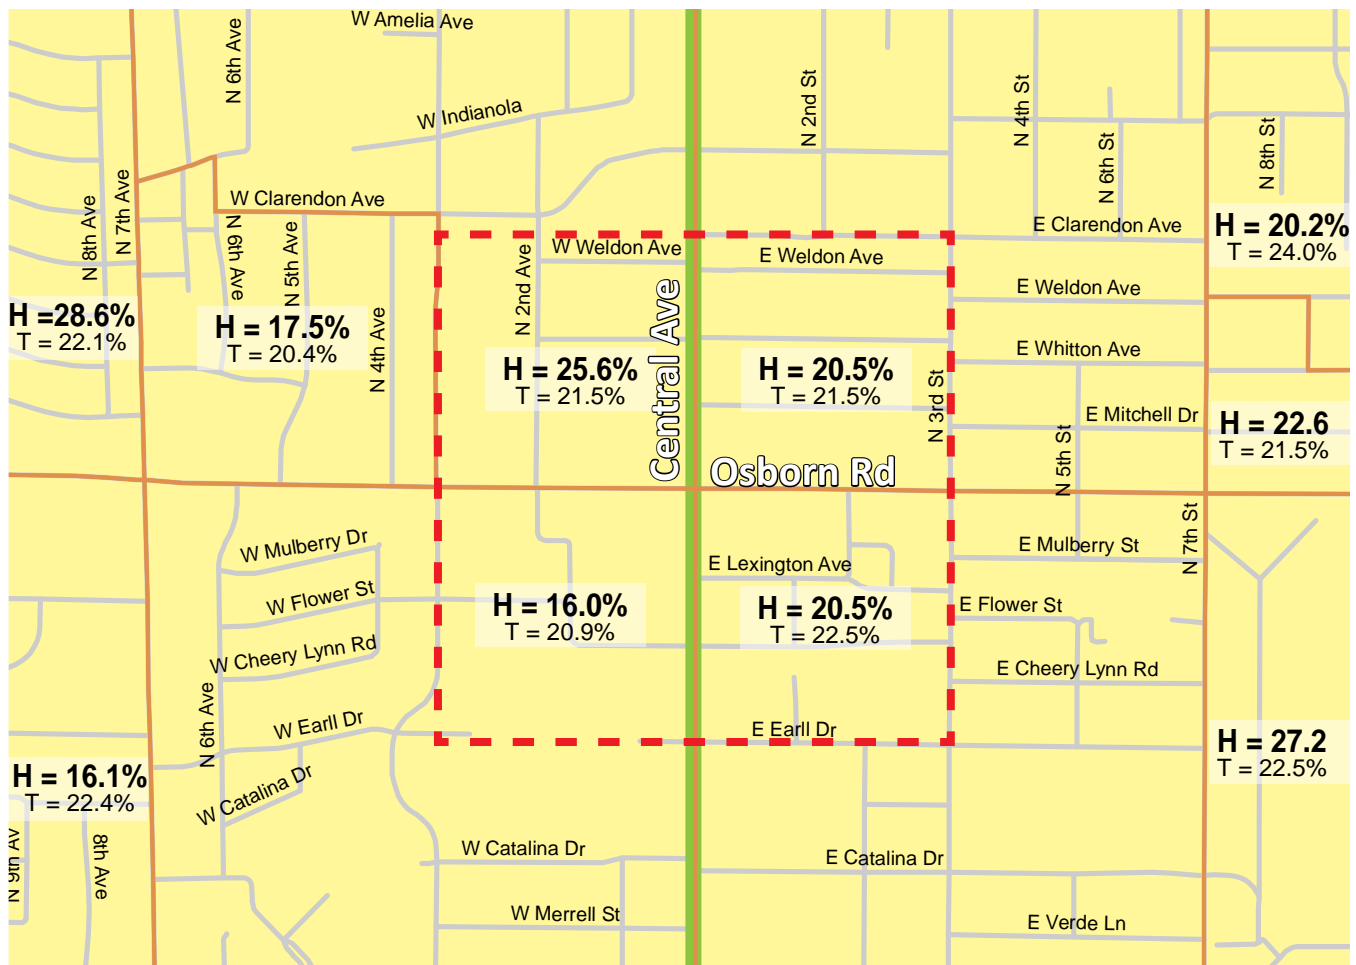 W Amelia Ave
N 6th Ave
W Indianola
N 2nd St
N 4th St
N 6th St
N 8th St
N 8th Ave
N 7th Ave
W Clarendon Ave
N 6th Ave
N 5th Ave
N 2nd Ave
W Weldon Ave
E Weldon Ave
E Clarendon Ave
H = 20.2%
T = 24.0%
E Weldon Ave
H =28.6%
T = 22.1%
H = 17.5%
T = 20.4%
N 4th Ave
H = 25.6%
T = 21.5%
Central Ave
H = 20.5%
T = 21.5%
N 3rd St
E Whitton Ave
E Mitchell Dr
H = 22.6
T = 21.5%
N 5th St
Osborn Rd
N 7th St
W Mulberry Dr
E Lexington Ave
E Mulberry St
W Flower St
H = 16.0%
T = 20.9%
H = 20.5%
T = 22.5%
E Flower St
W Cheery Lynn Rd
E Cheery Lynn Rd
N 6th Ave
W Earll Dr
E Earll Dr
H = 27.2
T = 22.5%
H = 16.1%
T = 22.4%
W Catalina Dr
N 9th Av
8th Ave
W Catalina Dr
E Catalina Dr
W Merrell St
E Verde Ln